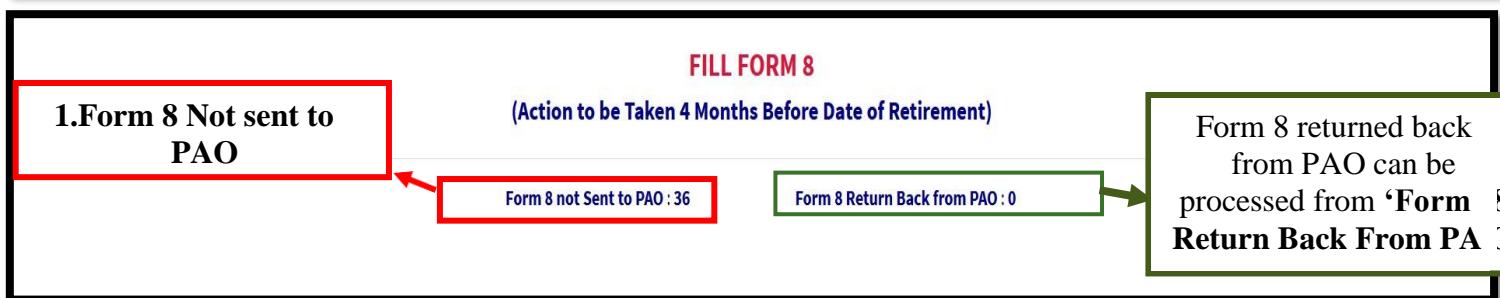 FILL FORM 8
(Action to be Taken 4 Months Before Date of Retirement)
1.Form 8 Not sent to
PAO
Form 8 not Sent to PAO : 36
Form 8 Return Back from PAO : 0
Form 8 returned back
from PAO can be
processed from ‘Form
Return Back From PA